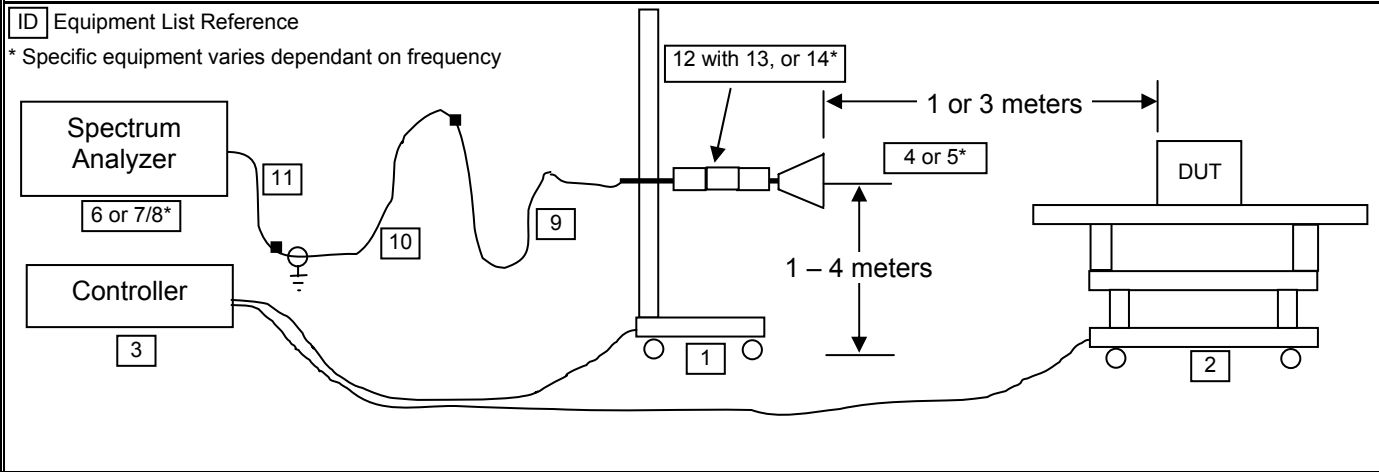 ID Equipment List Reference
* Specific equipment varies dependant on frequency
12 with 13, or 14*
1 or 3 meters
Spectrum
Analyzer
4 or 5*
DUT
11
6 or 7/8*
10
9
1 – 4 meters
Controller
3
1
2